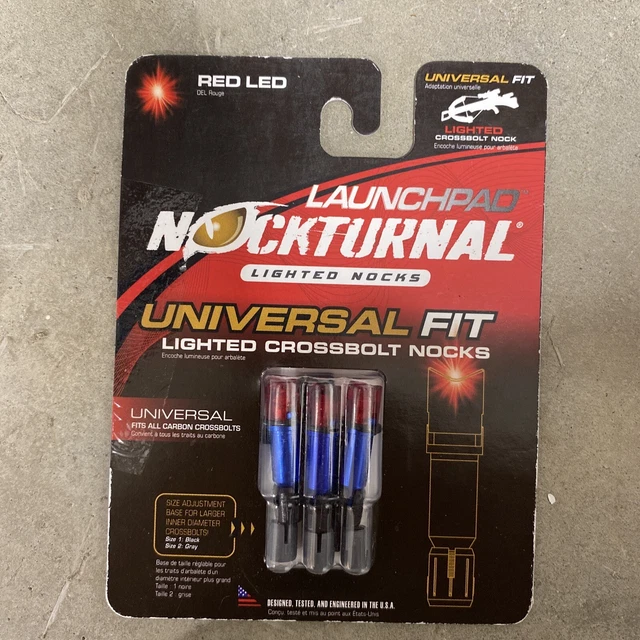 RED LED
DEL Rouge
UNIVERSAL FIT
Adaptation universelle
LIGHTED
CROSSBOLT NOCK
Encoche lumineuse pour arbalète
LAUNCHPAD
NOCKTURNAL®
LIGHTED NOCKS
UNIVERSAL FIT
LIGHTED CROSSBOLT NOCKS
Encoche lumineuse pour arbalète
UNIVERSAL
FITS ALL CARBON CROSSBOLTS
Convient à tous les traits au carbone
SIZE ADJUSTMENT
BASE FOR LARGER
INNER DIAMETER
CROSSBOLTS!
Size 1: Black
Size 2: Gray
Base de taille réglable pour
les traits d'arbalète d'un
diamètre intérieur plus grand
Taille : 1 noire
Taille 2 : grise
DESIGNED, TESTED, AND ENGINEERED IN THE U.S.A.
Conçu, testé et mis au point aux États-Unis